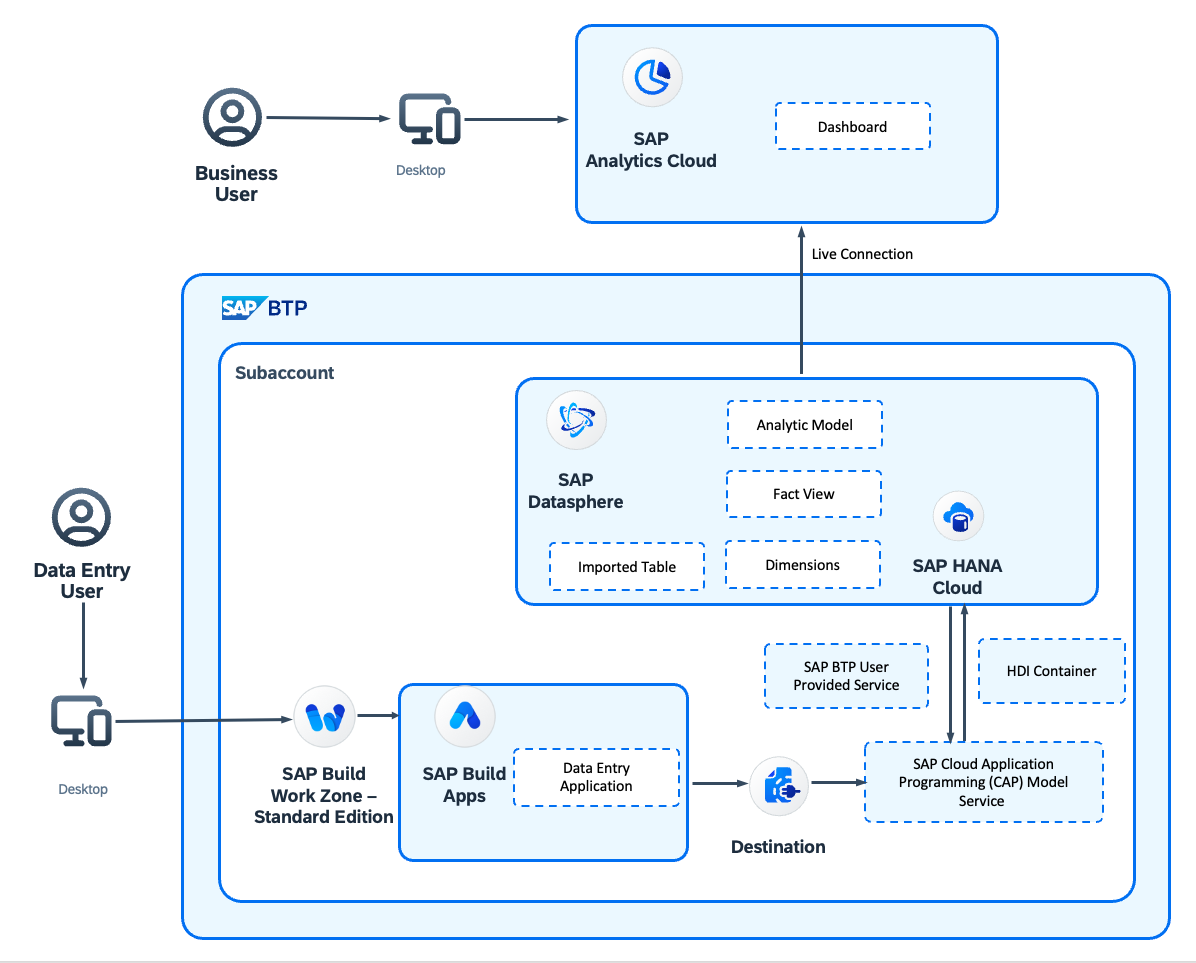 SAP
Analytics Cloud
Dashboard
Business
User
Desktop
Live Connection
SAP BTP
Subaccount
SAP
Datasphere
Analytic Model
Fact View
Imported Table
Dimensions
SAP HANA
Cloud
Data Entry
User
Desktop
SAP BTP User
Provided Service
HDI Container
SAP Build
Work Zone –
Standard Edition
SAP Build
Apps
Data Entry
Application
Destination
SAP Cloud Application
Programming (CAP) Model
Service